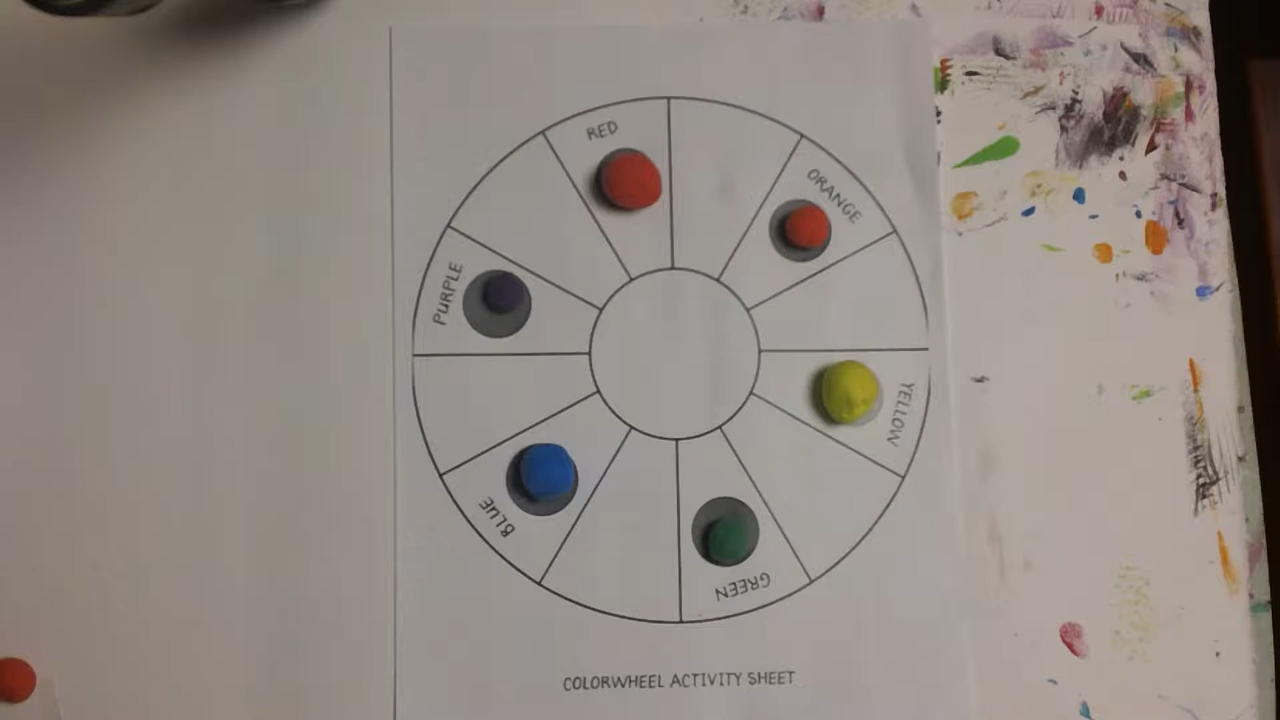 RED
ORANGE
PURPLE
YELLOW
BLUE
GREEN
COLORWHEEL ACTIVITY SHEET